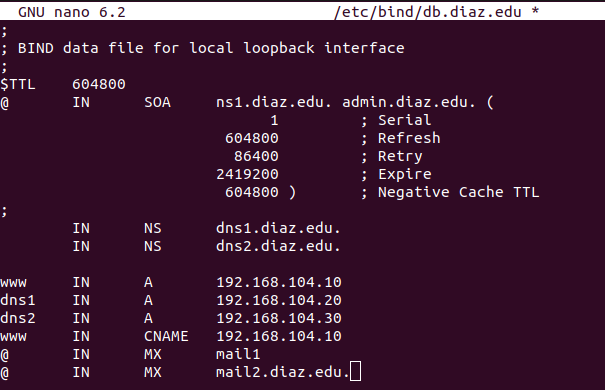 GNU nano 6.2 /etc/bind/db.diaz.edu *
;
; BIND data file for local loopback interface
;
$TTL 604800
@ IN SOA ns1.diaz.edu. admin.diaz.edu. (
1 ; Serial
604800 ; Refresh
86400 ; Retry
2419200 ; Expire
604800 ) ; Negative Cache TTL
;
IN NS dns1.diaz.edu.
IN NS dns2.diaz.edu.
www IN A 192.168.104.10
dns1 IN A 192.168.104.20
dns2 IN A 192.168.104.30
www IN CNAME 192.168.104.10
@ IN MX mail1
@ IN MX mail2.diaz.edu.